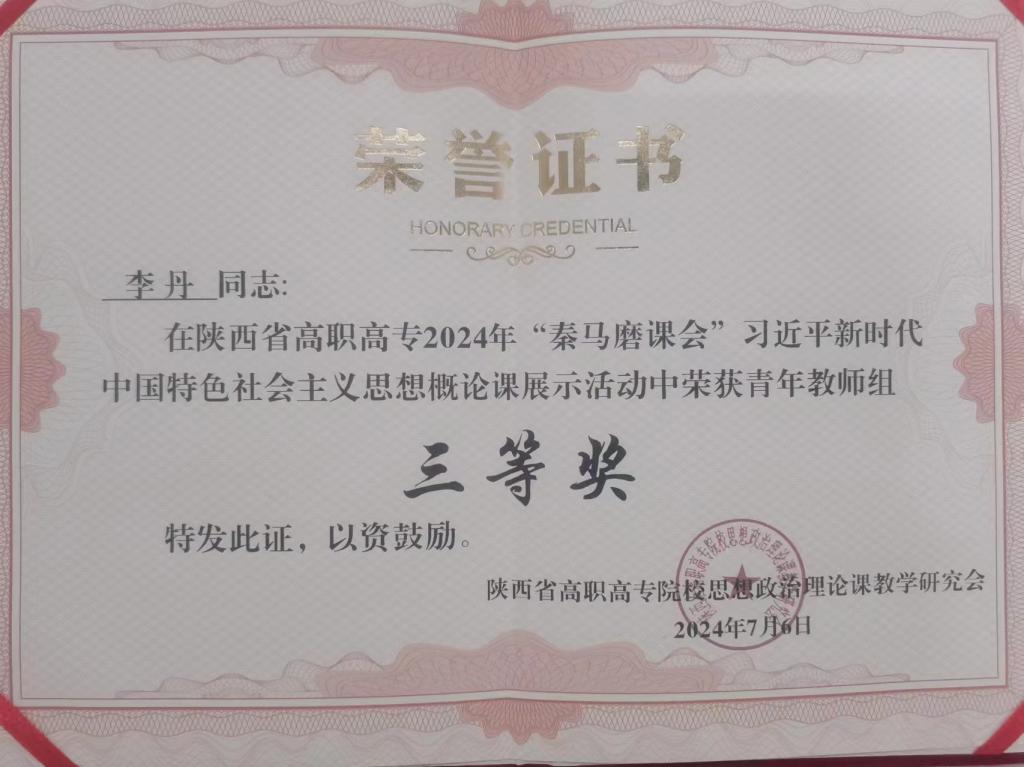 荣誉证书
HONORARY CREDENTIAL
李丹 同志:
在陕西省高职高专2024年“秦马磨课会”习近平新时代
中国特色社会主义思想概论课展示活动中荣获青年教师组
三等奖
特发此证，以资鼓励。
陕西省高职高专院校思想政治理论课教学研究会
2024年7月6日